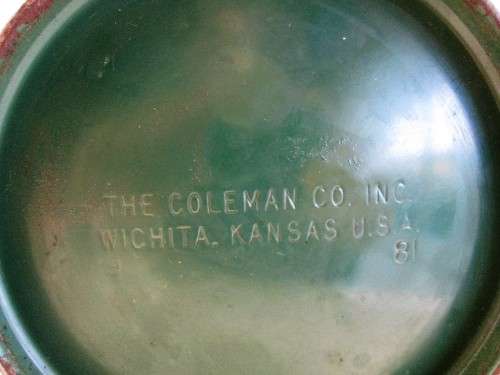 THE COLEMAN CO. INC.
WICHITA. KANSAS U.S.A.
81